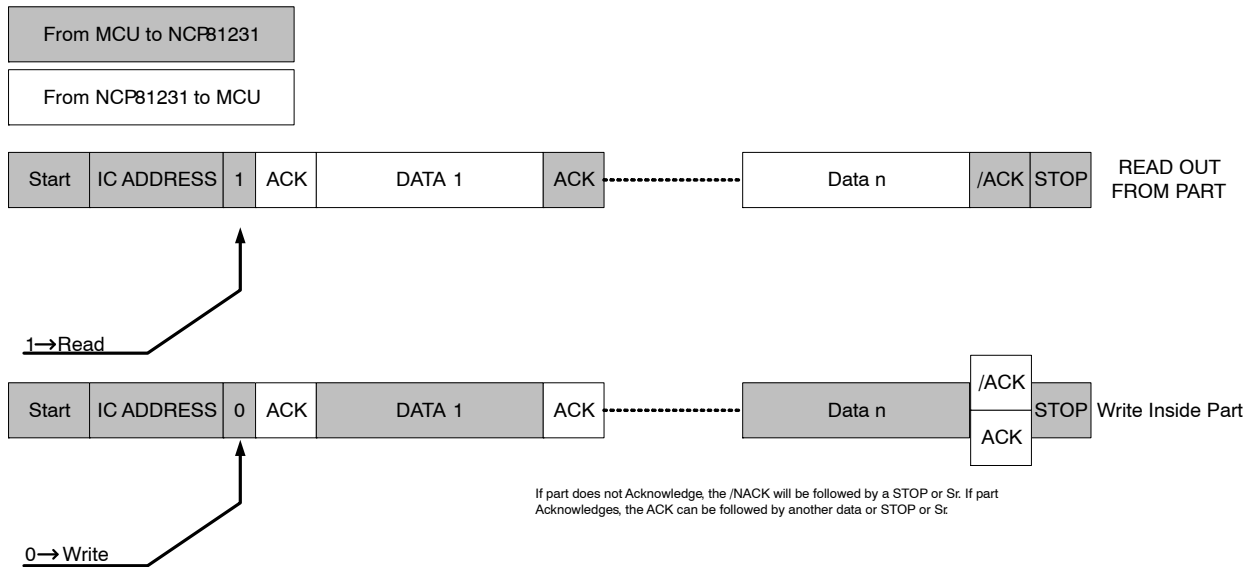 From MCU to NCP81231
From NCP81231 to MCU
Start IC ADDRESS 1 ACK DATA 1 ACK Data n /ACK STOP READ OUT
FROM PART
1→Read
Start IC ADDRESS 0 ACK DATA 1 ACK Data n /ACK STOP Write Inside Part
ACK
If part does not Acknowledge, the /NACK will be followed by a STOP or Sr. If part
Acknowledges, the ACK can be followed by another data or STOP or Sr.
0→Write